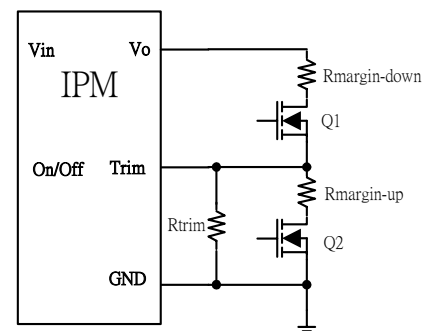 Vin Vo
Rmargin-down
IPM
Q1
On/Off Trim
Rmargin-up
Rtrim
Q2
GND